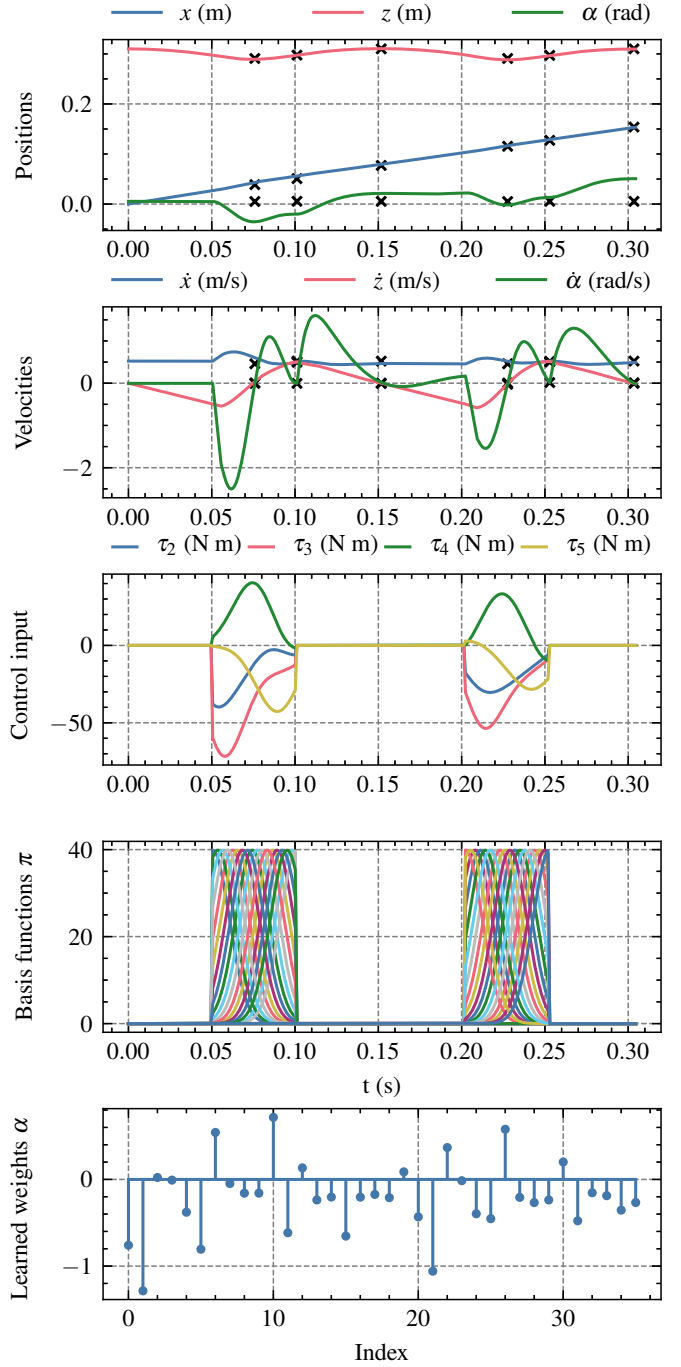 x (m) z (m) α (rad)
Positions
0.2
0.0
0.00 0.05 0.10 0.15 0.20 0.25 0.30
ẋ (m/s) ż (m/s) α̇ (rad/s)
Velocities
0
−2
0.00 0.05 0.10 0.15 0.20 0.25 0.30
τ₂ (N m) τ₃ (N m) τ₄ (N m) τ₅ (N m)
Control input
0
−50
0.00 0.05 0.10 0.15 0.20 0.25 0.30
Basis functions π
40
20
0
0.00 0.05 0.10 0.15 0.20 0.25 0.30
t (s)
Learned weights α
0
−1
0 10 20 30
Index